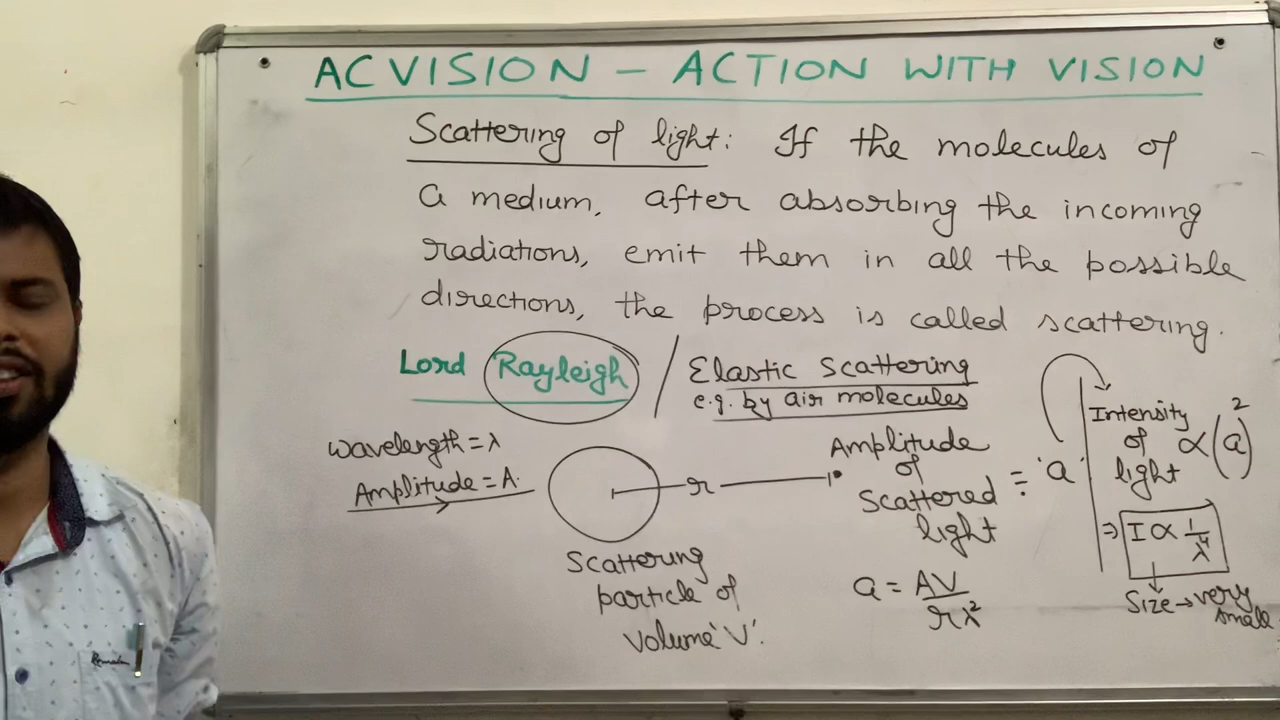 ACVISION – ACTION WITH VISION
Scattering of light: If the molecules of
a medium, after absorbing the incoming
radiations, emit them in all the possible
directions, the process is called scattering.
Lord Rayleigh / Elastic Scattering
e.g. by air molecules
Wavelength = λ
Amplitude = A.
r
Scattering
particle of
volume 'V'.
Amplitude
of
Scattered
light
= 'a'
a = AV/rλ²
Intensity
of
light
∝ (a)²
⇒ I ∝ 1/λ⁴
Size → very
small